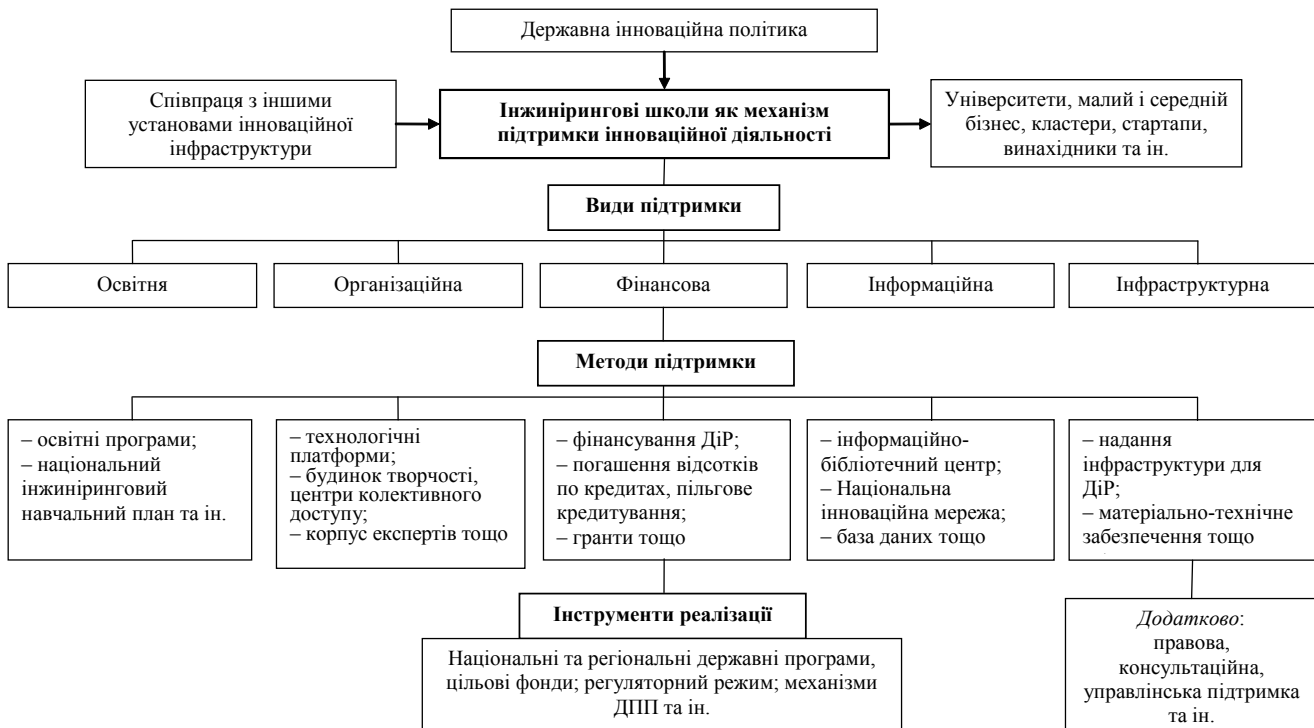 Державна інноваційна політика
Співпраця з іншими
установами інноваційної
інфраструктури
Інжинірингові школи як механізм
підтримки інноваційної діяльності
Університети, малий і середній
бізнес, кластери, стартапи,
винахідники та ін.
Види підтримки
Освітня
Організаційна
Фінансова
Інформаційна
Інфраструктурна
Методи підтримки
– освітні програми;
– національний
інжиніринговий
навчальний план та ін.
– технологічні
платформи;
– будинок творчості,
центри колективного
доступу;
– корпус експертів тощо
– фінансування ДіР;
– погашення відсотків
по кредитах, пільгове
кредитування;
– гранти тощо
– інформаційно-
бібліотечний центр;
– Національна
інноваційна мережа;
– база даних тощо
– надання
інфраструктури для
ДіР;
– матеріально-технічне
забезпечення тощо
Інструменти реалізації
Національні та регіональні державні програми,
цільові фонди; регуляторний режим; механізми
ДПП та ін.
Додатково:
правова,
консультаційна,
управлінська підтримка
та ін.